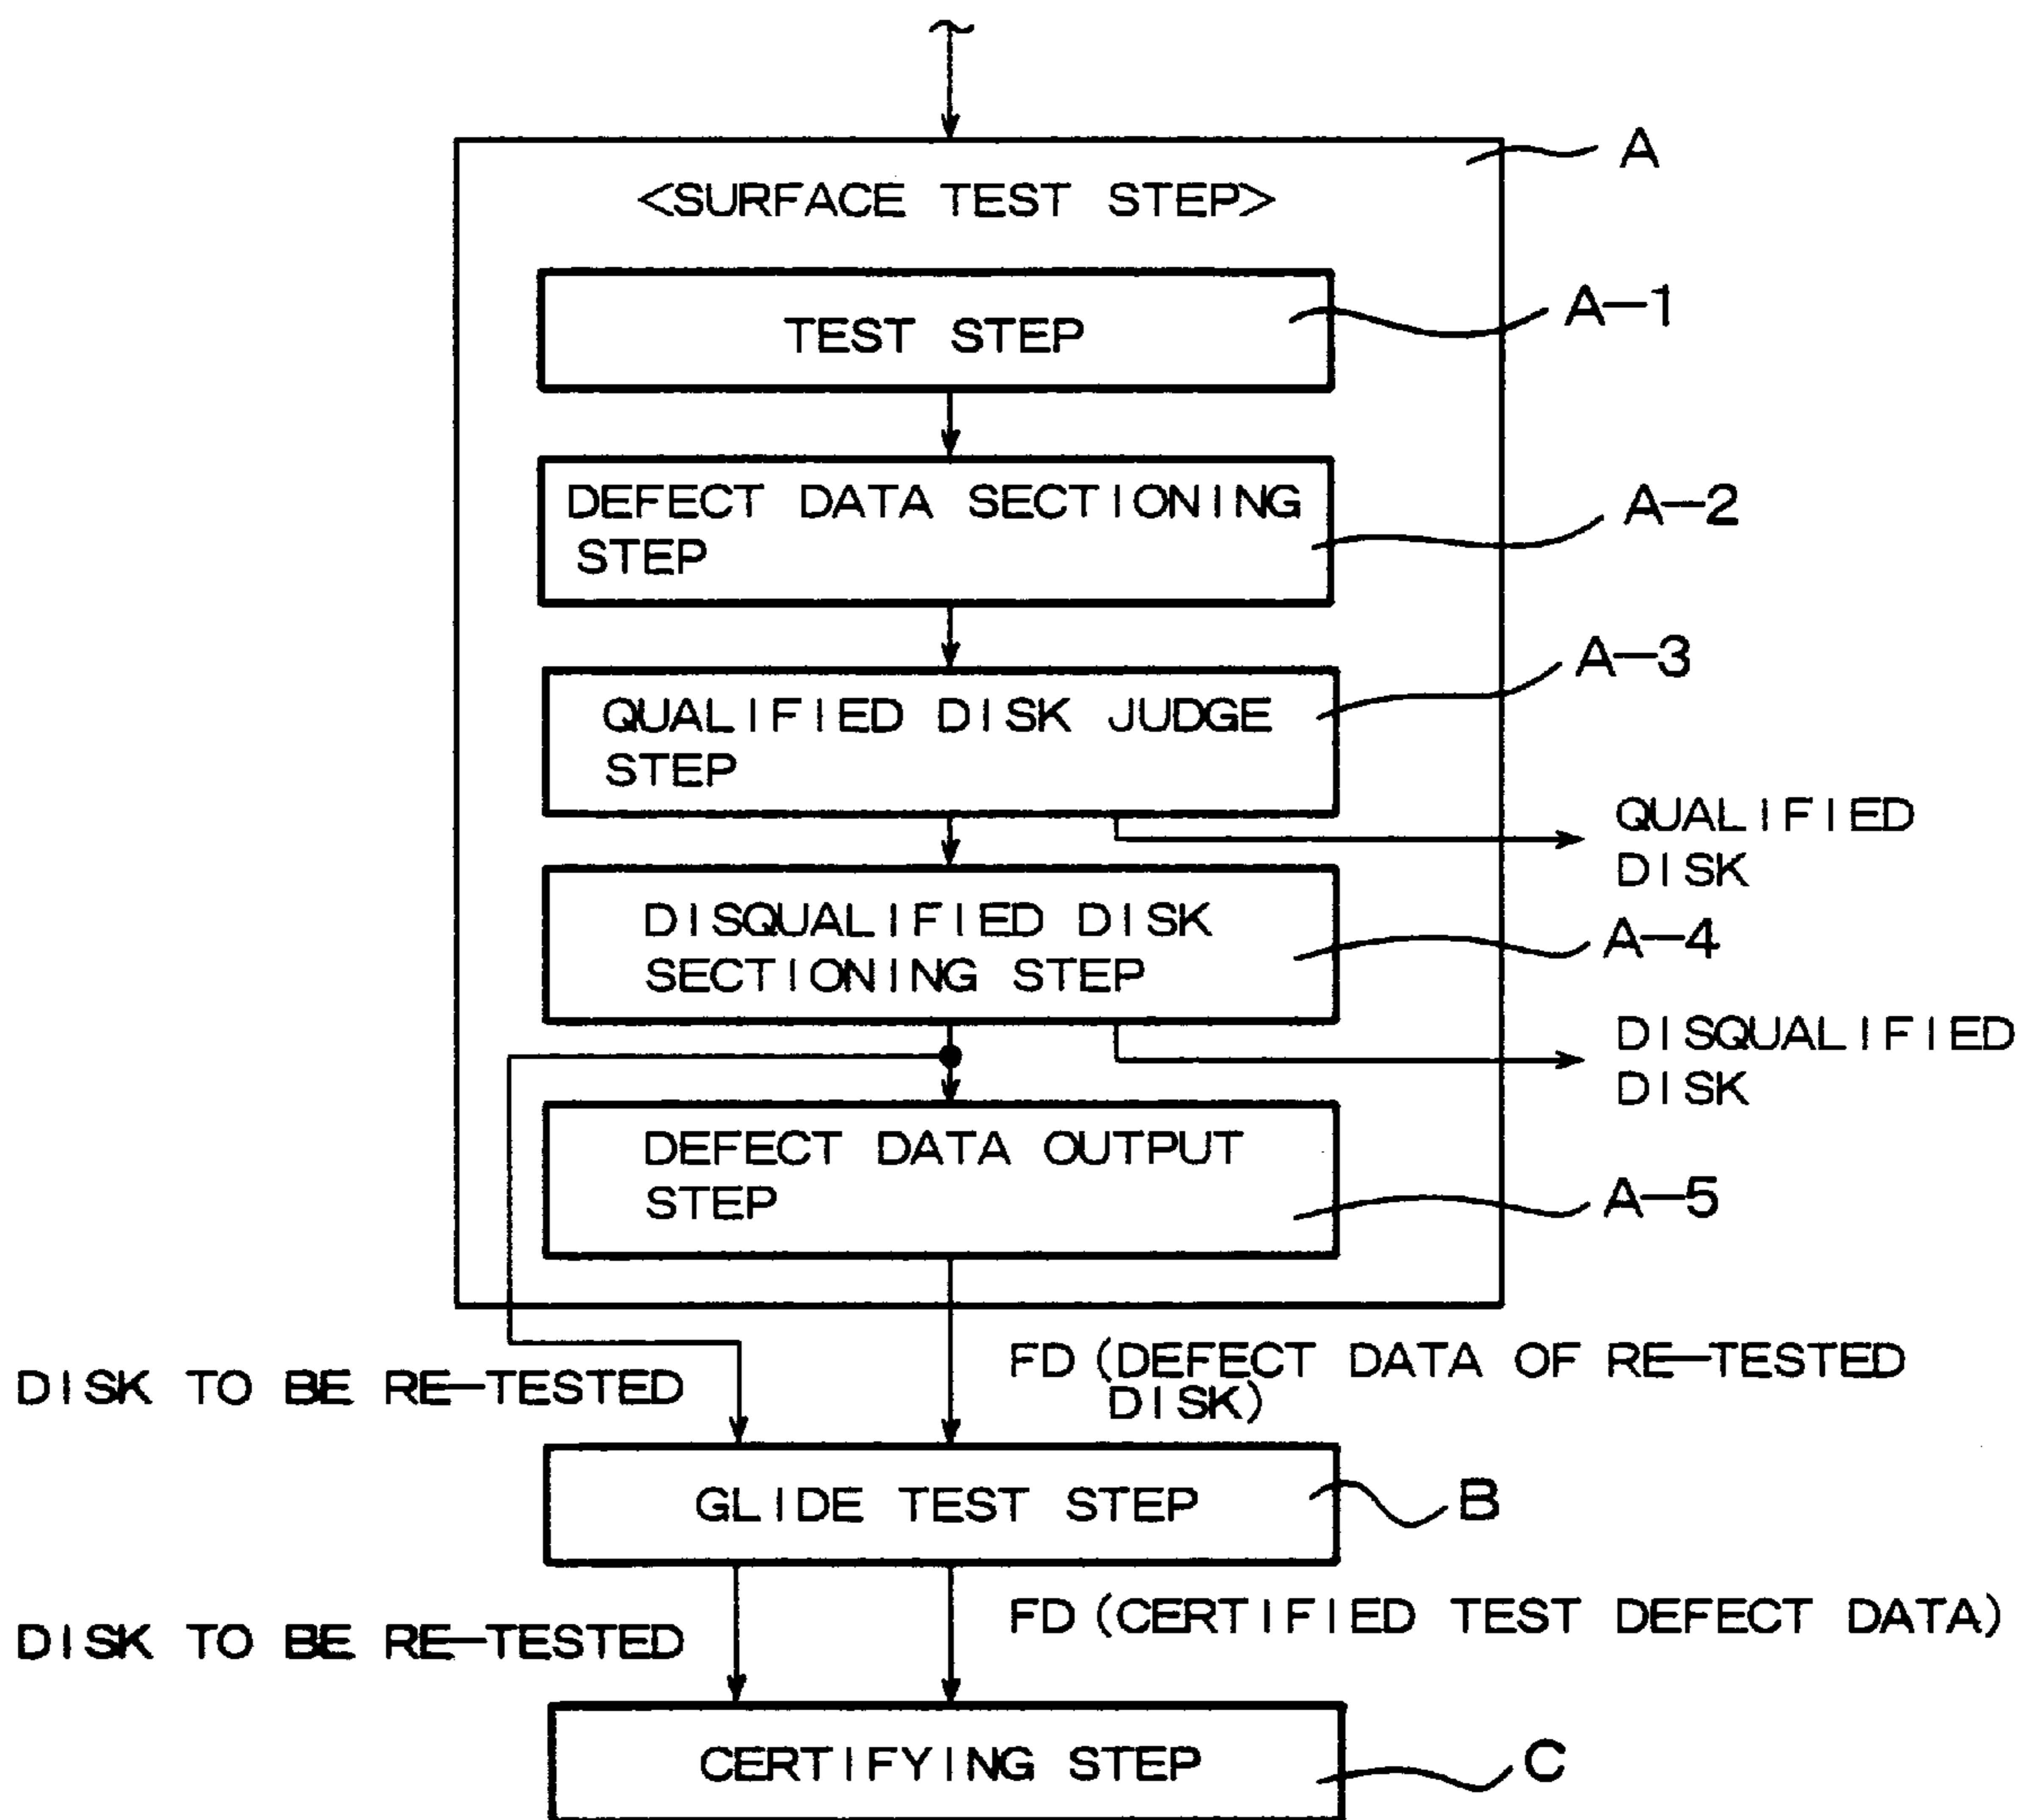 A
<SURFACE TEST STEP>
TEST STEP
A-1
DEFECT DATA SECTIONING
STEP
A-2
QUALIFIED DISK JUDGE
STEP
A-3
QUALIFIED
DISK
DISQUALIFIED DISK
SECTIONING STEP
A-4
DISQUALIFIED
DISK
DEFECT DATA OUTPUT
STEP
A-5
DISK TO BE RE-TESTED
FD (DEFECT DATA OF RE-TESTED
DISK)
GLIDE TEST STEP
B
DISK TO BE RE-TESTED
FD (CERTIFIED TEST DEFECT DATA)
CERTIFYING STEP
C